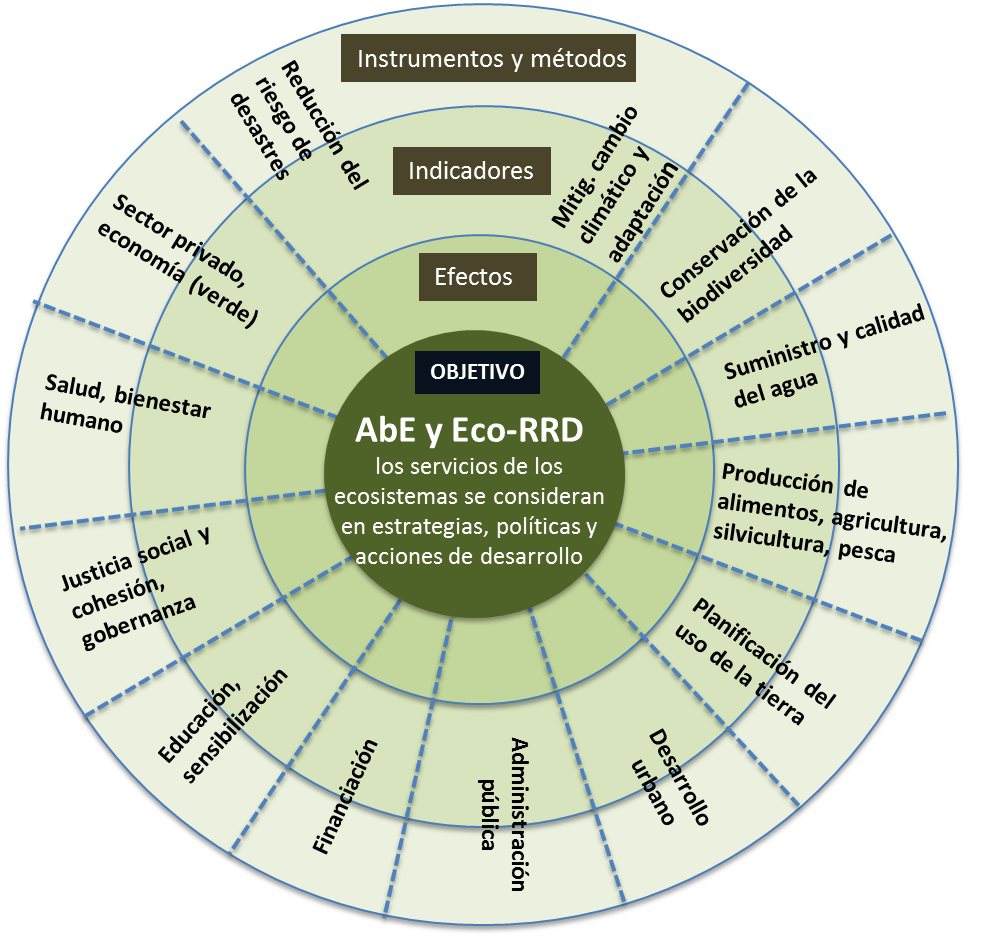 Instrumentos y métodos
Indicadores
Efectos
OBJETIVO
AbE y Eco-RRD
los servicios de los
ecosistemas se consideran
en estrategias, políticas y
acciones de desarrollo
Reducción del
riesgo de
desastres
Mitig. cambio
climático y
adaptación
Conservación de la
biodiversidad
Suministro y calidad
del agua
Producción de
alimentos, agricultura,
silvicultura, pesca
Planificación del
uso de la tierra
Desarrollo
urbano
Administración
pública
Financiación
Educación,
sensibilización
Justicia social y
cohesión,
gobernanza
Salud, bienestar
humano
Sector privado,
economía (verde)